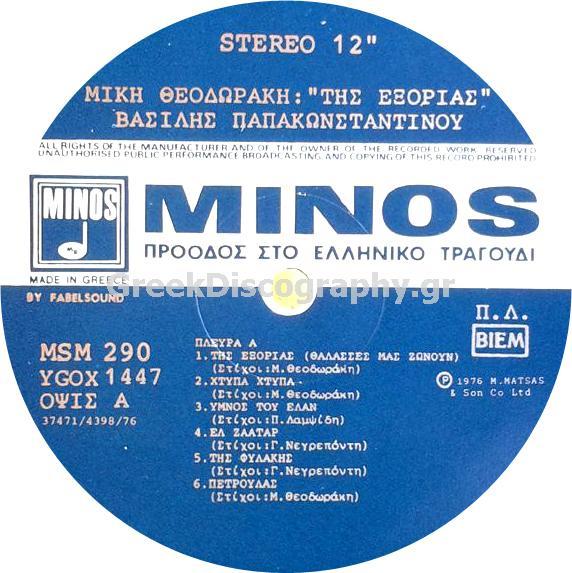 STEREO 12"
ΜΙΚΗ ΘΕΟΔΩΡΑΚΗ: "ΤΗΣ ΕΞΟΡΙΑΣ"
ΒΑΣΙΛΗΣ ΠΑΠΑΚΩΝΣΤΑΝΤΙΝΟΥ
ALL RIGHTS OF THE MANUFACTURER AND OF THE OWNER OF THE RECORDED WORK RESERVED
UNAUTHORISED PUBLIC PERFORMANCE BROADCASTING AND COPYING OF THIS RECORD PROHIBITED
MINOS
MINOS
ΠΡΟΟΔΟΣ ΣΤΟ ΕΛΛΗΝΙΚΟ ΤΡΑΓΟΥΔΙ
MADE IN GREECE
BY FABELSOUND
GreekDiscography.gr
Π.Λ.
BIEM
MSM 290
YGOX 1447
ΟΨΙΣ Α
37471/4398/76
ΠΛΕΥΡΑ Α
1.ΤΗΣ ΕΞΟΡΙΑΣ (ΘΑΛΑΣΣΕΣ ΜΑΣ ΖΩΝΟΥΝ)
(Στίχοι:Μ.Θεοδωράκη)
2.ΧΤΥΠΑ ΧΤΥΠΑ
(Στίχοι:Μ.Θεοδωράκη)
3.ΥΜΝΟΣ ΤΟΥ ΕΛΑΝ
(Στίχοι:Π.Λαμψίδη)
4.ΕΛ ΖΑΑΤΑΡ
(Στίχοι:Γ.Νεγρεπόντη)
5.ΤΗΣ ΦΥΛΑΚΗΣ
(Στίχοι:Γ.Νεγρεπόντη)
6.ΠΕΤΡΟΥΛΑΣ
(Στίχοι:Μ.Θεοδωράκη)
℗ 1976 M.MATSAS
& Son Co Ltd